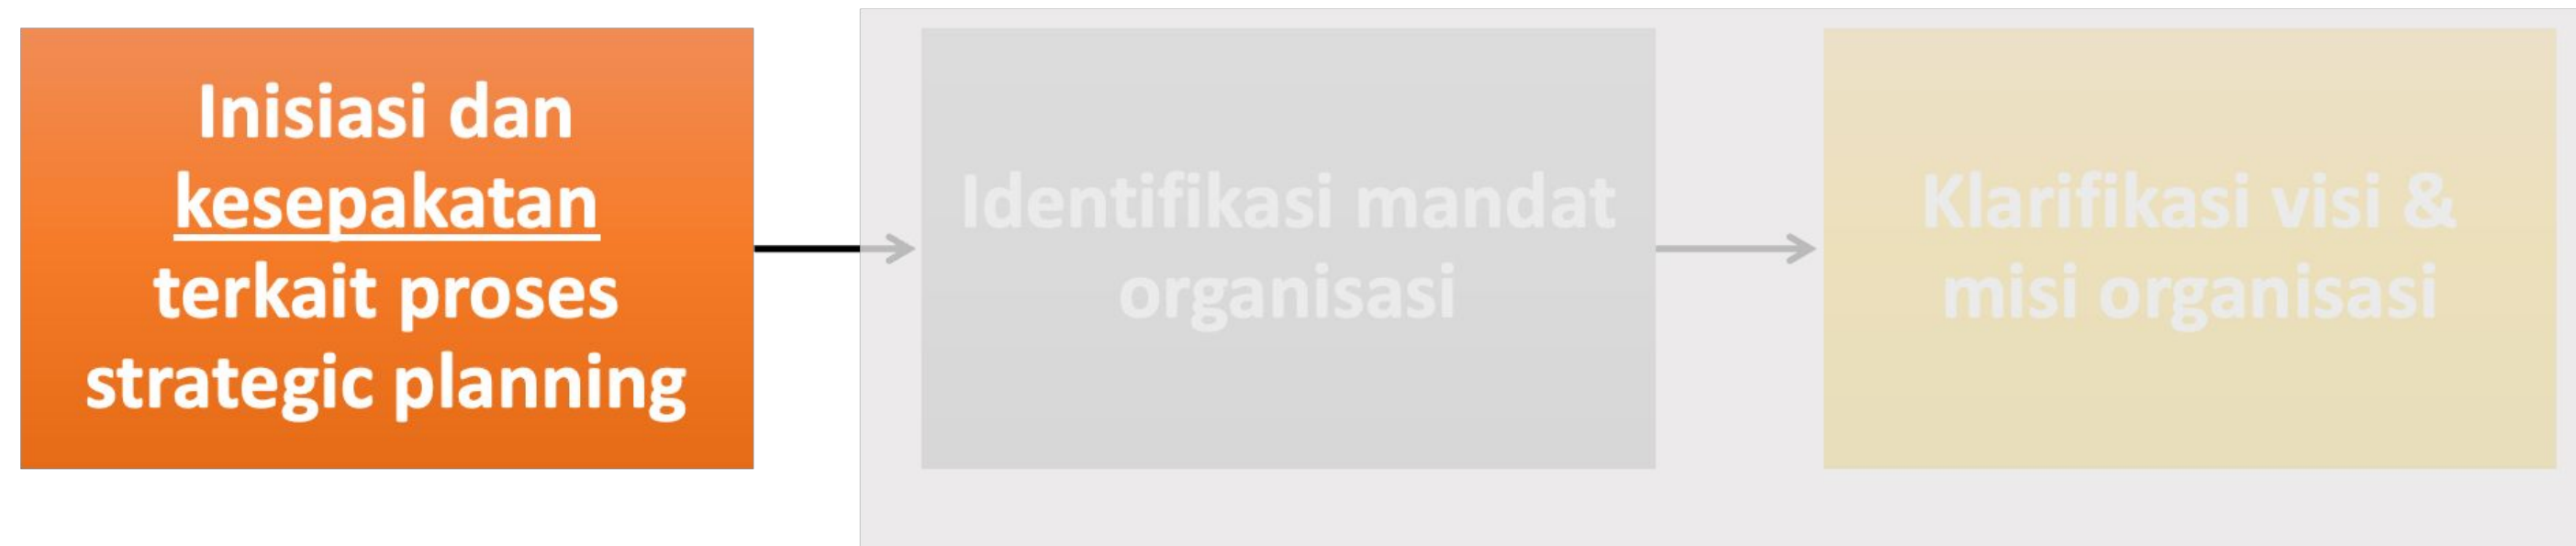 Inisiasi dan
kesepakatan
terkait proses
strategic planning
Identifikasi mandat
organisasi
Klarifikasi visi &
misi organisasi